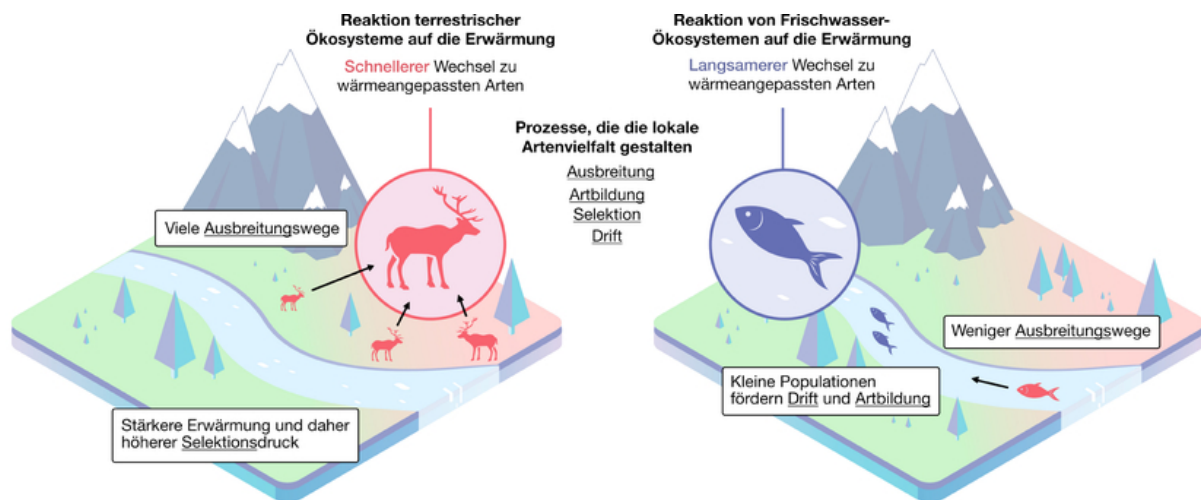 Reaktion terrestrischer
Ökosysteme auf die Erwärmung
Schnellerer Wechsel zu
wärmeangepassten Arten
Viele Ausbreitungswege
Stärkere Erwärmung und daher
höherer Selektionsdruck
Prozesse, die die lokale
Artenvielfalt gestalten
Ausbreitung
Artbildung
Selektion
Drift
Reaktion von Frischwasser-
Ökosystemen auf die Erwärmung
Langsamerer Wechsel zu
wärmeangepassten Arten
Weniger Ausbreitungswege
Kleine Populationen
fördern Drift und Artbildung